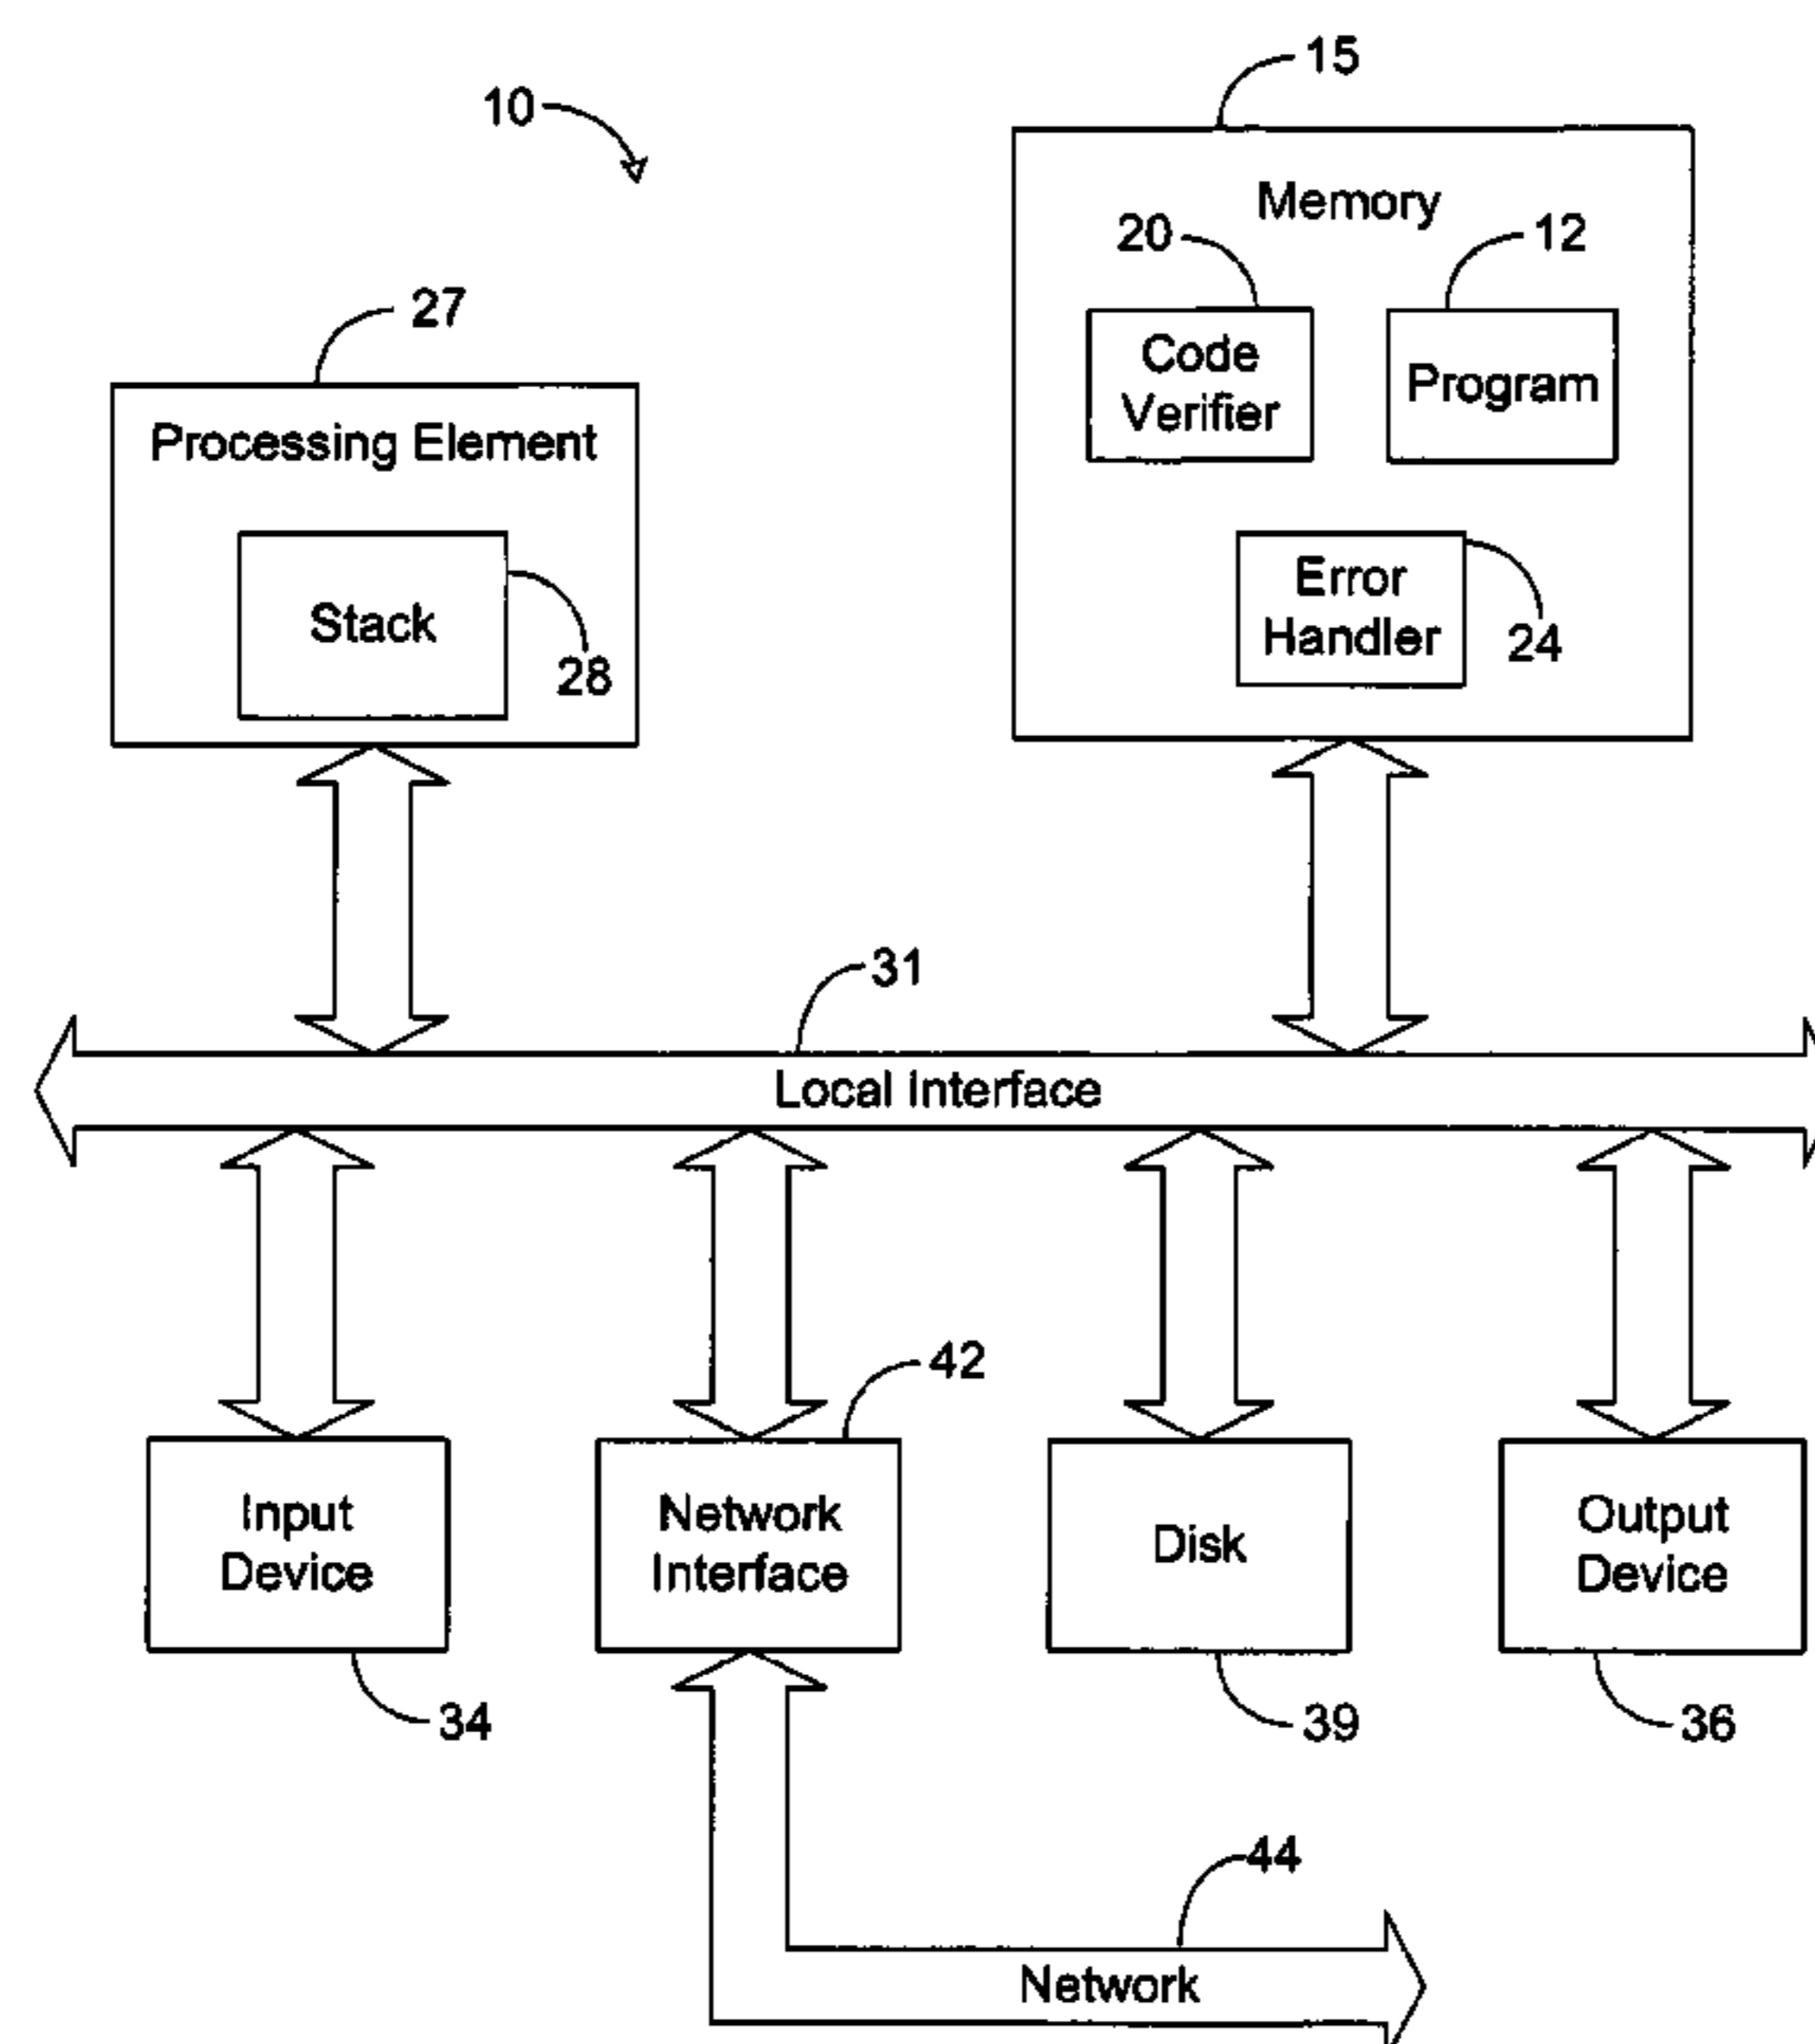 15
10
Memory
20
12
27
Code
Verifier
Program
Processing Element
Stack
28
Error
Handler
24
31
Local Interface
42
Input
Device
Network
Interface
Disk
Output
Device
34
39
36
44
Network